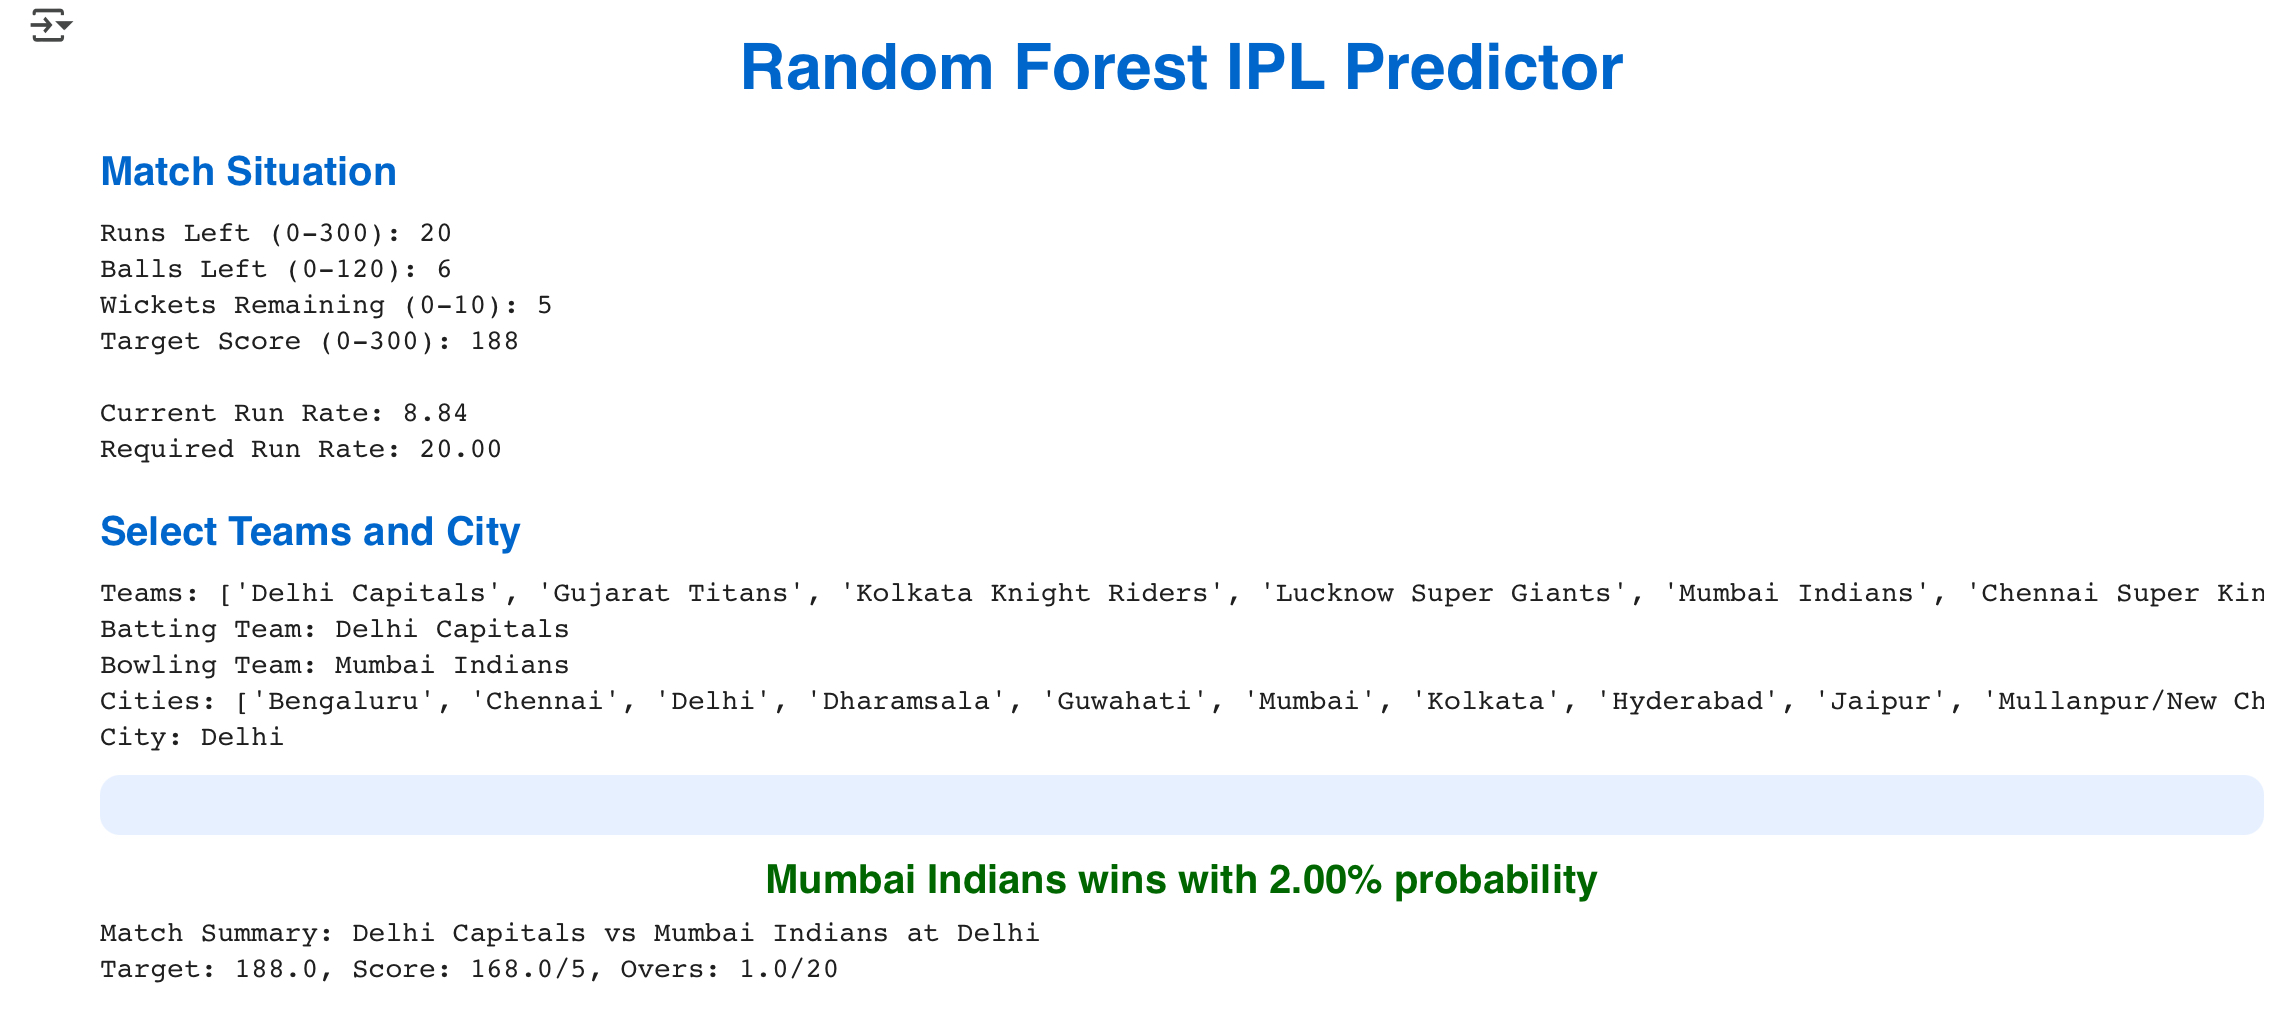 Random Forest IPL Predictor
Match Situation
Runs Left (0-300): 20
Balls Left (0-120): 6
Wickets Remaining (0-10): 5
Target Score (0-300): 188
Current Run Rate: 8.84
Required Run Rate: 20.00
Select Teams and City
Teams: ['Delhi Capitals', 'Gujarat Titans', 'Kolkata Knight Riders', 'Lucknow Super Giants', 'Mumbai Indians', 'Chennai Super Kin
Batting Team: Delhi Capitals
Bowling Team: Mumbai Indians
Cities: ['Bengaluru', 'Chennai', 'Delhi', 'Dharamsala', 'Guwahati', 'Mumbai', 'Kolkata', 'Hyderabad', 'Jaipur', 'Mullanpur/New Ch
City: Delhi
Mumbai Indians wins with 2.00% probability
Match Summary: Delhi Capitals vs Mumbai Indians at Delhi
Target: 188.0, Score: 168.0/5, Overs: 1.0/20